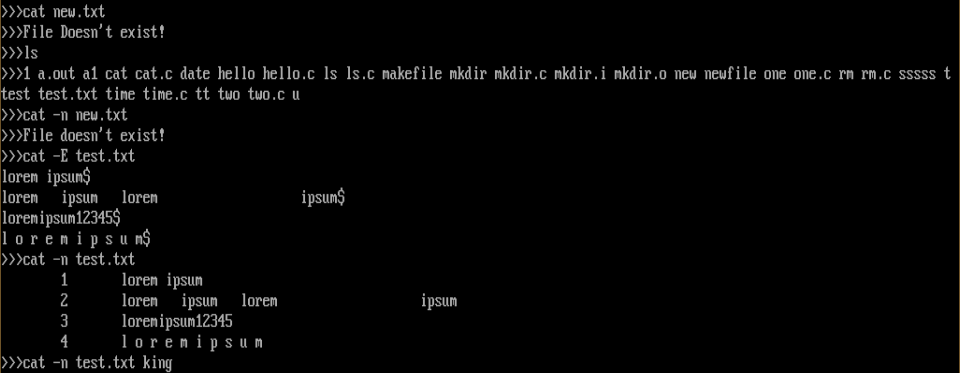 >>>cat new.txt
>>>File Doesn't exist!
>>>ls
>>>1 a.out a1 cat cat.c date hello hello.c ls ls.c makefile mkdir mkdir.c mkdir.i mkdir.o new newfile one one.c rm rm.c sssss t
test test.txt time time.c tt two two.c u
>>>cat -n new.txt
>>>File doesn't exist!
>>>cat -E test.txt
lorem ipsum$
lorem   ipsum   lorem                   ipsum$
loremipsum12345$
l o r e m i p s u m$
>>>cat -n test.txt
        1       lorem ipsum
        2       lorem   ipsum   lorem                   ipsum
        3       loremipsum12345
        4       l o r e m i p s u m
>>>cat -n test.txt king